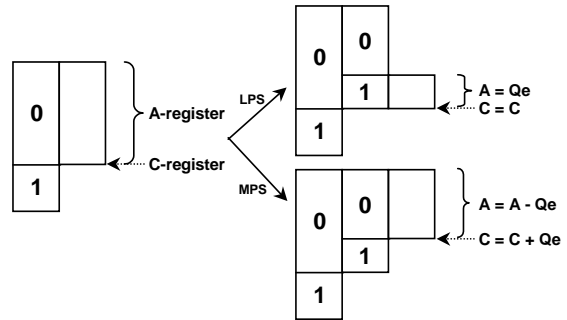 0
1
A-register
C-register
LPS
MPS
0 0
1
1
A = Qe
C = C
0 0
1
1
A = A - Qe
C = C + Qe